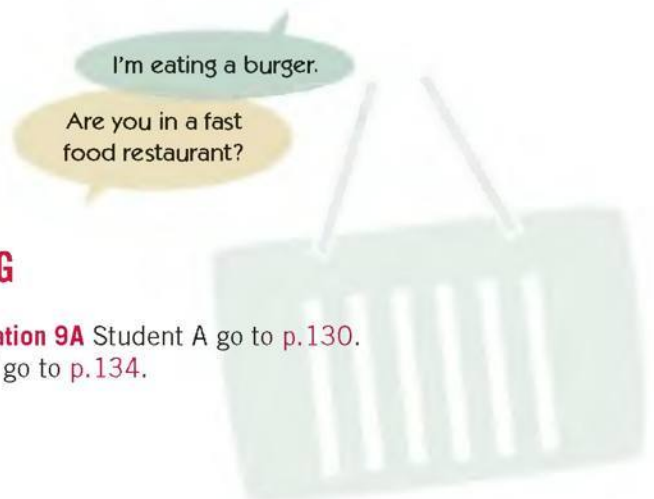 I'm eating a burger.
Are you in a fast
food restaurant?
G
ation 9A Student A go to p.130.
go to p.134.